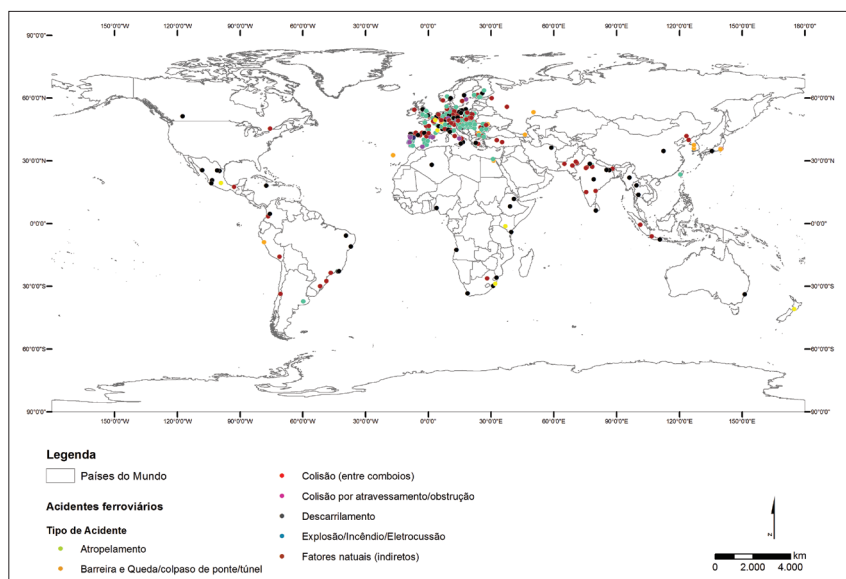 150°0'0"W 120°0'0"W 90°0'0"W 60°0'0"W 30°0'0"W 0°0'0" 30°0'0"E 60°0'0"E 90°0'0"E 120°0'0"E 150°0'0"E 180°0'0"
90°0'0"N 90°0'0"N
60°0'0"N 60°0'0"N
30°0'0"N 30°0'0"N
0°0'0" 0°0'0"
30°0'0"S 30°0'0"S
60°0'0"S 60°0'0"S
90°0'0" 90°0'0"
150°0'0"W 120°0'0"W 90°0'0"W 60°0'0"W 30°0'0"W 0°0'0" 30°0'0"E 60°0'0"E 90°0'0"E 120°0'0"E 150°0'0"E
Legenda
Países do Mundo
Acidentes ferroviários
Tipo de Acidente
Atropelamento
Barreira e Queda/colpaso de ponte/túnel
Colisão (entre comboios)
Colisão por atravessamento/obstrução
Descarrilamento
Explosão/Incêndio/Eletrocussão
Fatores natuais (indiretos)
N
km
0 2.000 4.000